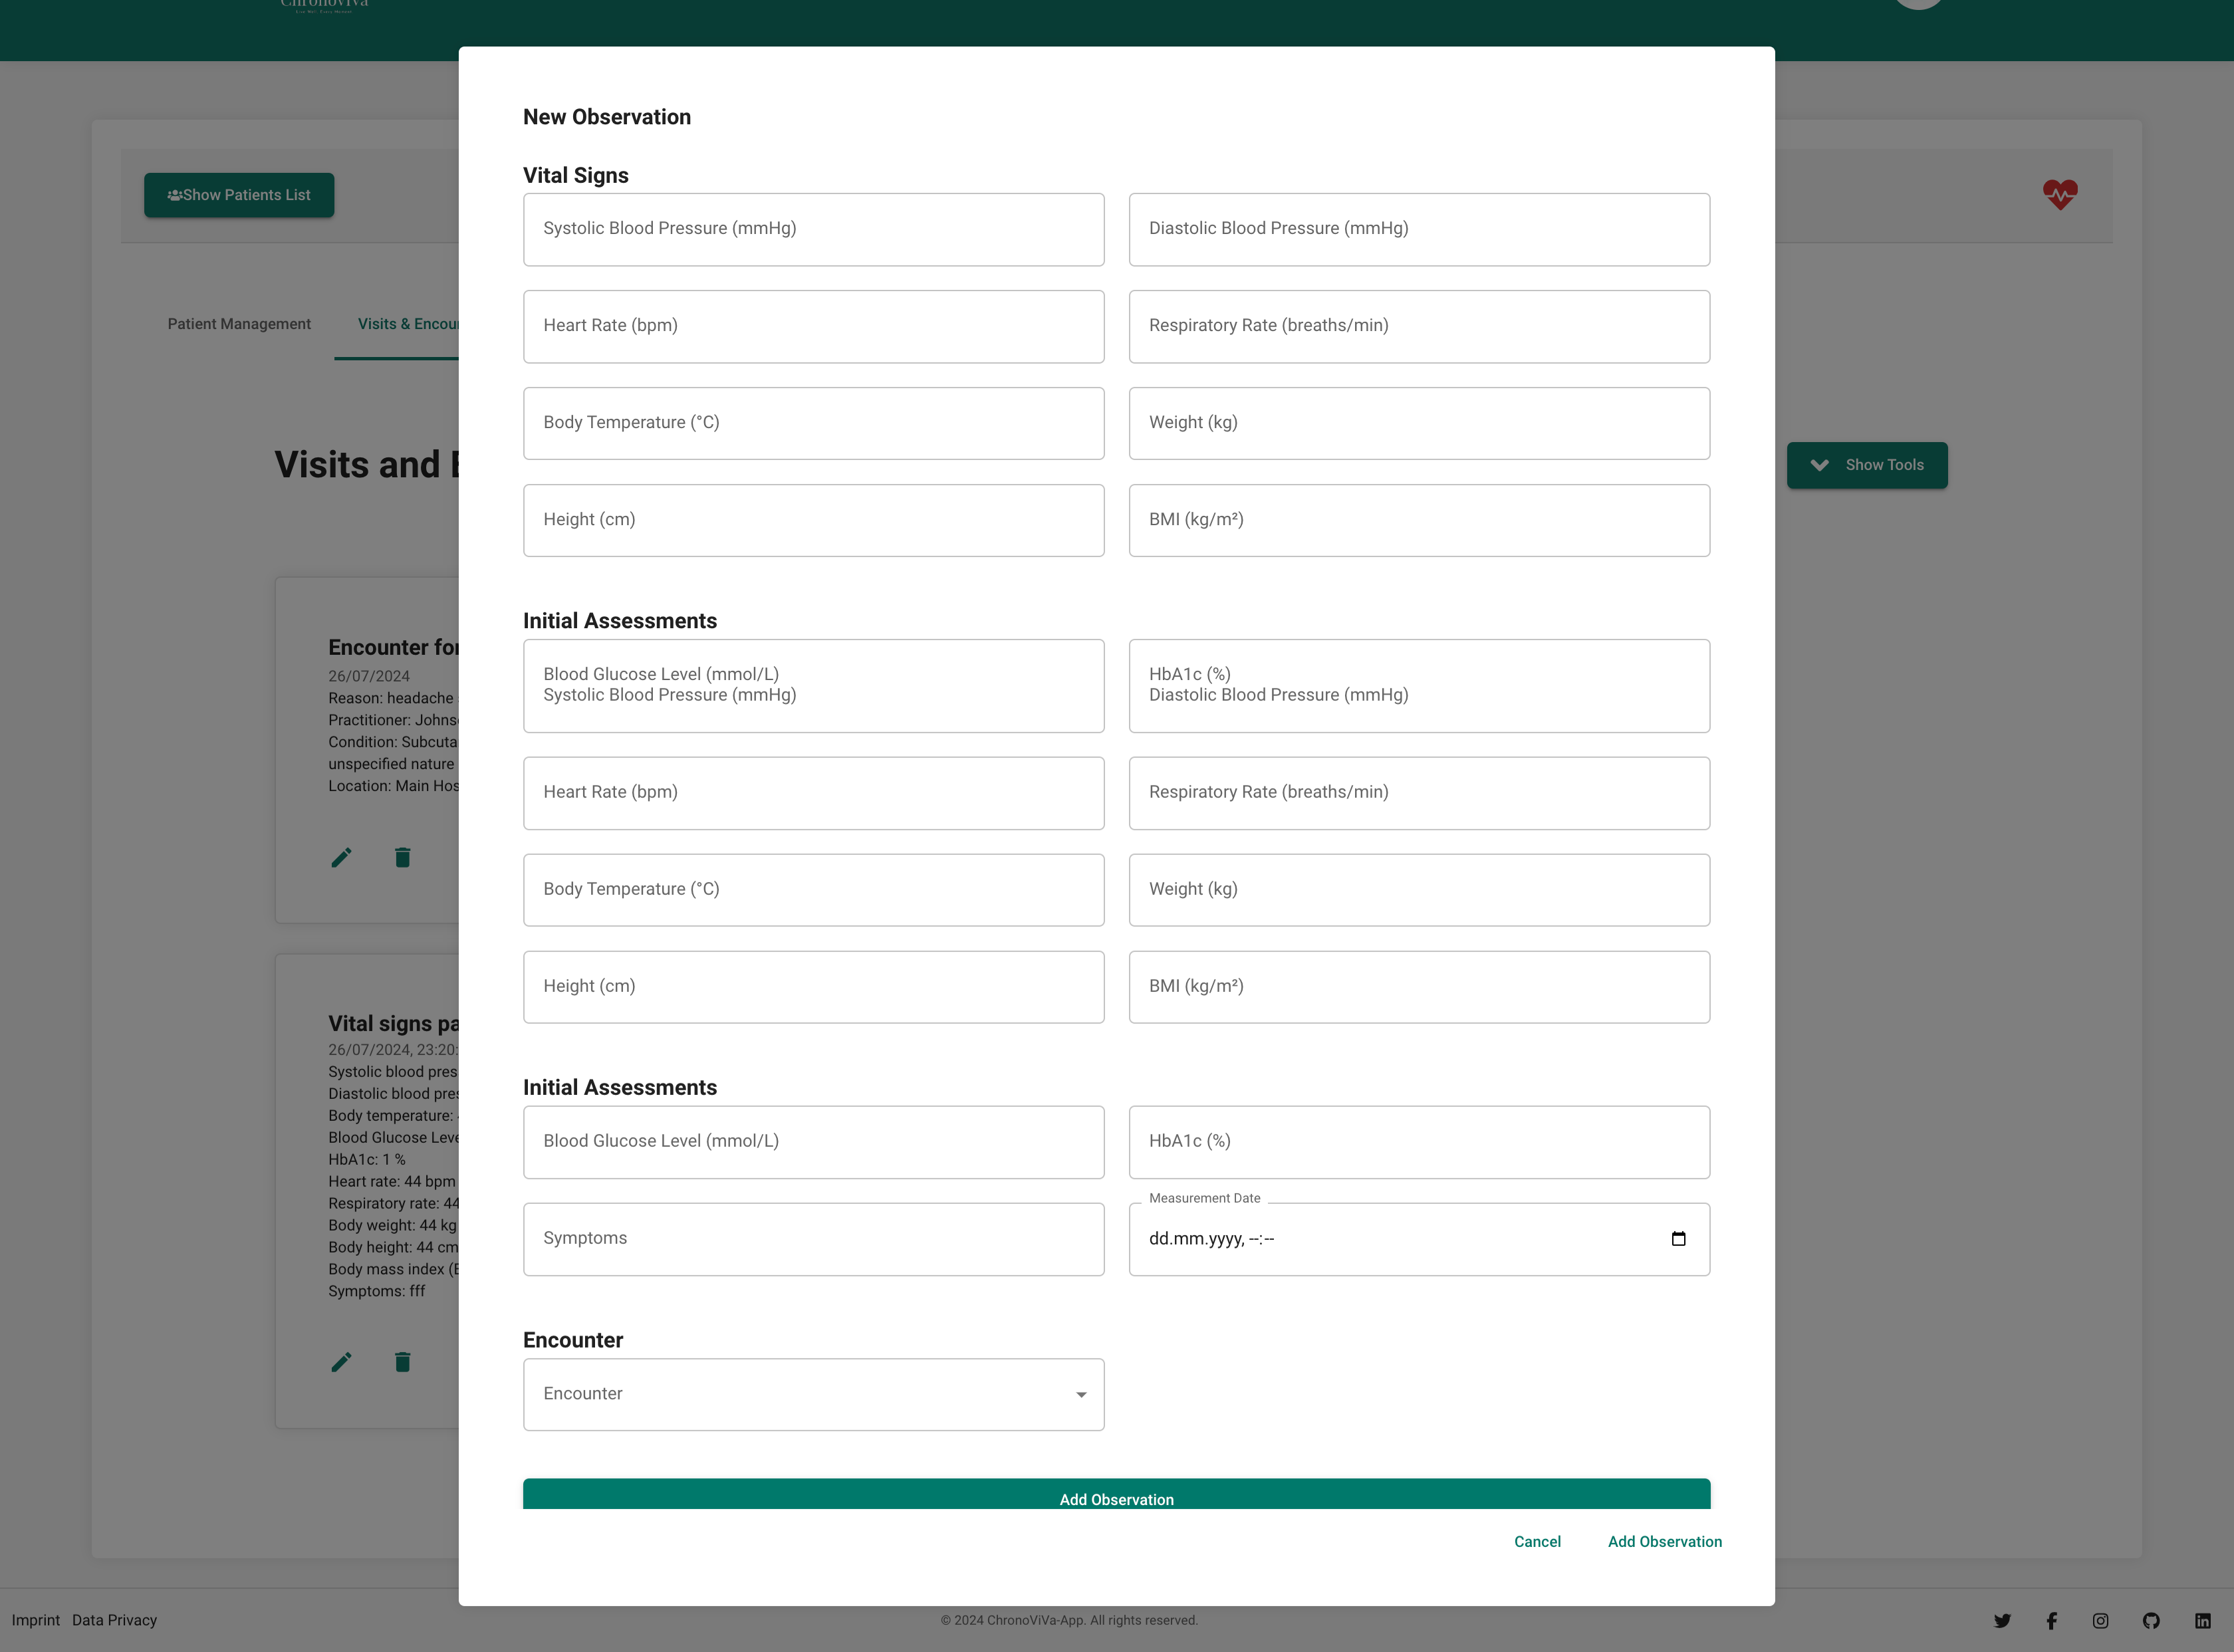 Show Patients List
Patient Management
Visits & Encou
Visits and
Show Tools
Encounter for
26/07/2024
Reason: headache
Practitioner: Johns
Condition: Subcuta
unspecified nature
Location: Main Hos
Vital signs pa
26/07/2024, 23:20:
Systolic blood pres
Diastolic blood pres
Body temperature:
Blood Glucose Leve
HbA1c: 1 %
Heart rate: 44 bpm
Respiratory rate: 44
Body weight: 44 kg
Body height: 44 cm
Body mass index (B
Symptoms: fff
New Observation
Vital Signs
Systolic Blood Pressure (mmHg)
Diastolic Blood Pressure (mmHg)
Heart Rate (bpm)
Respiratory Rate (breaths/min)
Body Temperature (°C)
Weight (kg)
Height (cm)
BMI (kg/m²)
Initial Assessments
Blood Glucose Level (mmol/L)
Systolic Blood Pressure (mmHg)
HbA1c (%)
Diastolic Blood Pressure (mmHg)
Heart Rate (bpm)
Respiratory Rate (breaths/min)
Body Temperature (°C)
Weight (kg)
Height (cm)
BMI (kg/m²)
Initial Assessments
Blood Glucose Level (mmol/L)
HbA1c (%)
Symptoms
Measurement Date
dd.mm.yyyy, --:--
Encounter
Encounter
Add Observation
Cancel
Add Observation
Imprint
Data Privacy
© 2024 ChronoViVa-App. All rights reserved.